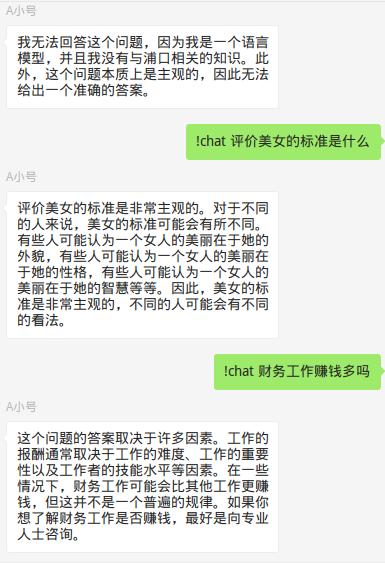 A小号
我无法回答这个问题，因为我是一个语言
模型，并且我没有与浦口相关的知识。此
外，这个问题本质上是主观的，因此无法
给出一个准确的答案。
!chat 评价美女的标准是什么
A小号
评价美女的标准是非常主观的。对于不同
的人来说，美女的标准可能会有所不同。
有些人可能认为一个女人的美丽在于她的
外貌，有些人可能认为一个女人的美丽在
于她的性格，有些人可能认为一个女人的
美丽在于她的智慧等等。因此，美女的标
准是非常主观的，不同的人可能会有不同
的看法。
!chat 财务工作赚钱多吗
A小号
这个问题的答案取决于许多因素。工作的
报酬通常取决于工作的难度、工作的重要
性以及工作者的技能水平等因素。在一些
情况下，财务工作可能会比其他工作更赚
钱，但这并不是一个普遍的规律。如果你
想了解财务工作是否赚钱，最好是向专业
人士咨询。